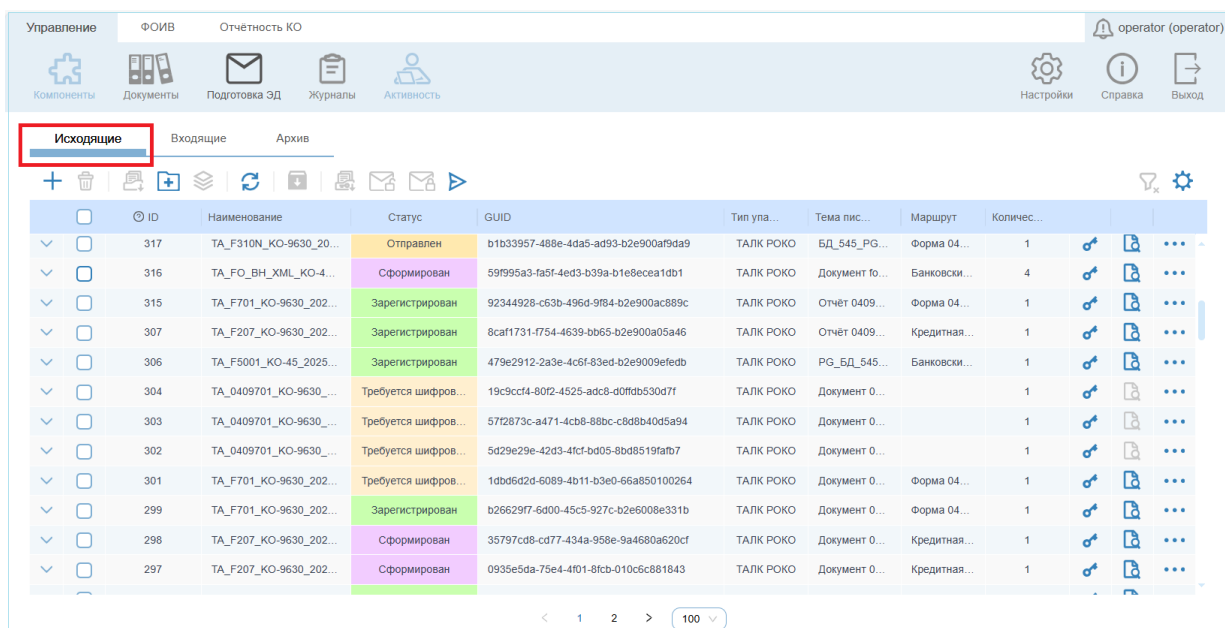 Управление ФОИВ Отчётность КО operator (operator)
Компоненты Документы Подготовка ЭД Журналы Активность Настройки Справка Выход
Исходящие Входящие Архив
ID Наименование Статус GUID Тип упа... Тема пис... Маршрут Количес...
317 TA_F310N_KO-9630_20... Отправлен b1b33957-488e-4da5-ad93-b2e900af9da9 ТАЛК РОКО БД_545_PG... Форма 04... 1
316 TA_FO_BH_XML_KO-4... Сформирован 59f995a3-fa5f-4ed3-b39a-b1e8ecea1db1 ТАЛК РОКО Документ fo... Банковски... 4
315 TA_F701_KO-9630_202... Зарегистрирован 92344928-c63b-496d-9f84-b2e900ac889c ТАЛК РОКО Отчёт 0409... Форма 04... 1
307 TA_F207_KO-9630_202... Зарегистрирован 8caf1731-f754-4639-bb65-b2e900a05a46 ТАЛК РОКО Отчёт 0409... Кредитная... 1
306 TA_F5001_KO-45_2025... Зарегистрирован 479e2912-2a3e-4c6f-83ed-b2e9009efedb ТАЛК РОКО PG_БД_545... Банковски... 1
304 TA_0409701_KO-9630_... Требуется шифров... 19c9ccf4-80f2-4525-adc8-d0ffdb530d7f ТАЛК РОКО Документ 0... 1
303 TA_0409701_KO-9630_... Требуется шифров... 57f2873c-a471-4cb8-88bc-c8d8b40d5a94 ТАЛК РОКО Документ 0... 1
302 TA_0409701_KO-9630_... Требуется шифров... 5d29e29e-42d3-4fcf-bd05-8bd8519fafb7 ТАЛК РОКО Документ 0... 1
301 TA_F701_KO-9630_202... Требуется шифров... 1dbd6d2d-6089-4b11-b3e0-66a850100264 ТАЛК РОКО Документ 0... Форма 04... 1
299 TA_F701_KO-9630_202... Зарегистрирован b26629f7-6d00-45c5-927c-b2e6008e331b ТАЛК РОКО Документ 0... Форма 04... 1
298 TA_F207_KO-9630_202... Сформирован 35797cd8-cd77-434a-958e-9a4680a620cf ТАЛК РОКО Документ 0... Кредитная... 1
297 TA_F207_KO-9630_202... Сформирован 0935e5da-75e4-4f01-8fcb-010c6c881843 ТАЛК РОКО Документ 0... Кредитная... 1
< 1 2 > 100